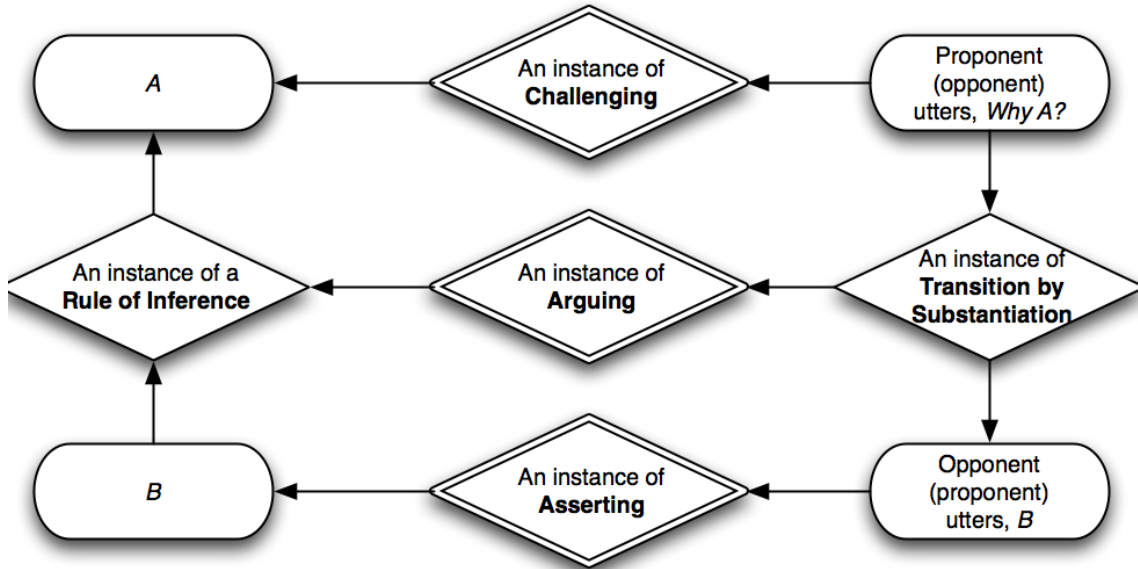 A
An instance of
Challenging
Proponent
(opponent)
utters, Why A?
An instance of a
Rule of Inference
An instance of
Arguing
An instance of
Transition by
Substantiation
B
An instance of
Asserting
Opponent
(proponent)
utters, B